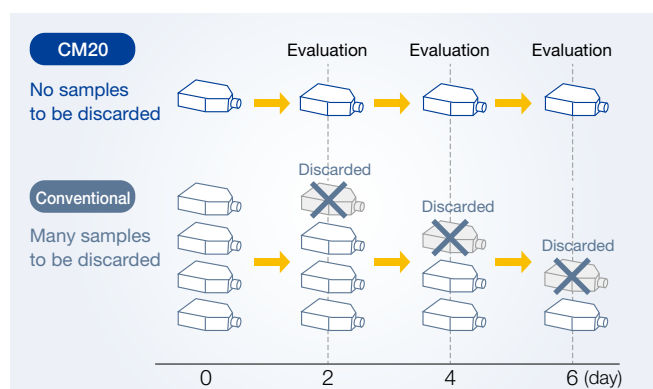 CM20
Evaluation
Evaluation
Evaluation
No samples
to be discarded
Conventional
Discarded
Discarded
Discarded
Many samples
to be discarded
0
2
4
6 (day)